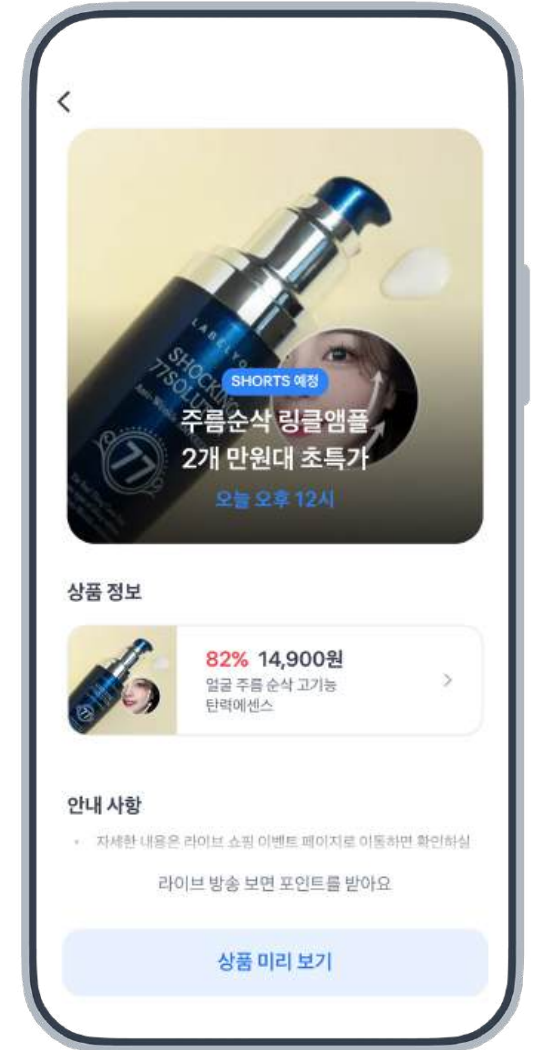 LABELYO
SHOCKING
77SOLUT
77
SHORTS 예정
주름순삭 링클앰플
2개 만원대 초특가
오늘 오후 12시
상품 정보
82% 14,900원
얼굴 주름 순삭 고기능
탄력에센스
77
안내 사항
• 자세한 내용은 라이브 쇼핑 이벤트 페이지로 이동하면 확인하실
라이브 방송 보면 포인트를 받아요
상품 미리 보기